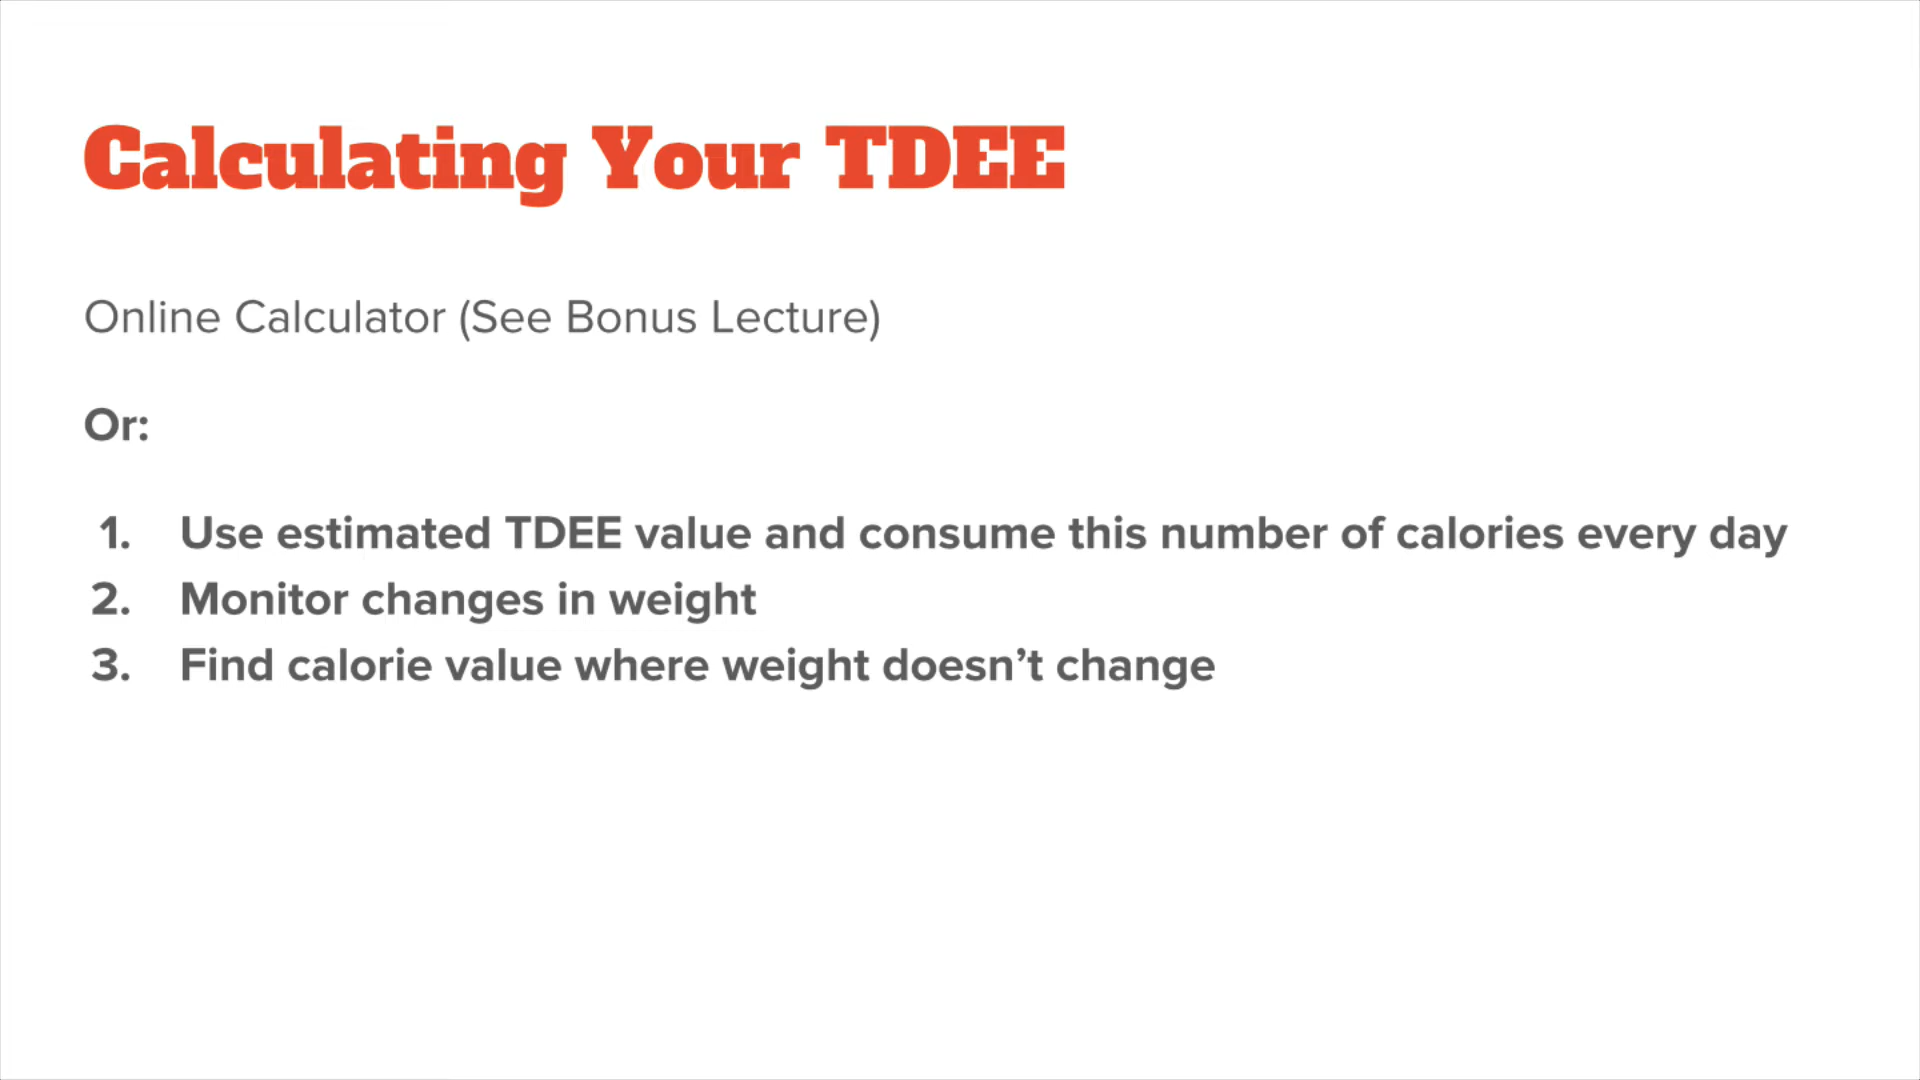 Calculating Your TDEE
Online Calculator (See Bonus Lecture)
Or:
1. Use estimated TDEE value and consume this number of calories every day
2. Monitor changes in weight
3. Find calorie value where weight doesn’t change